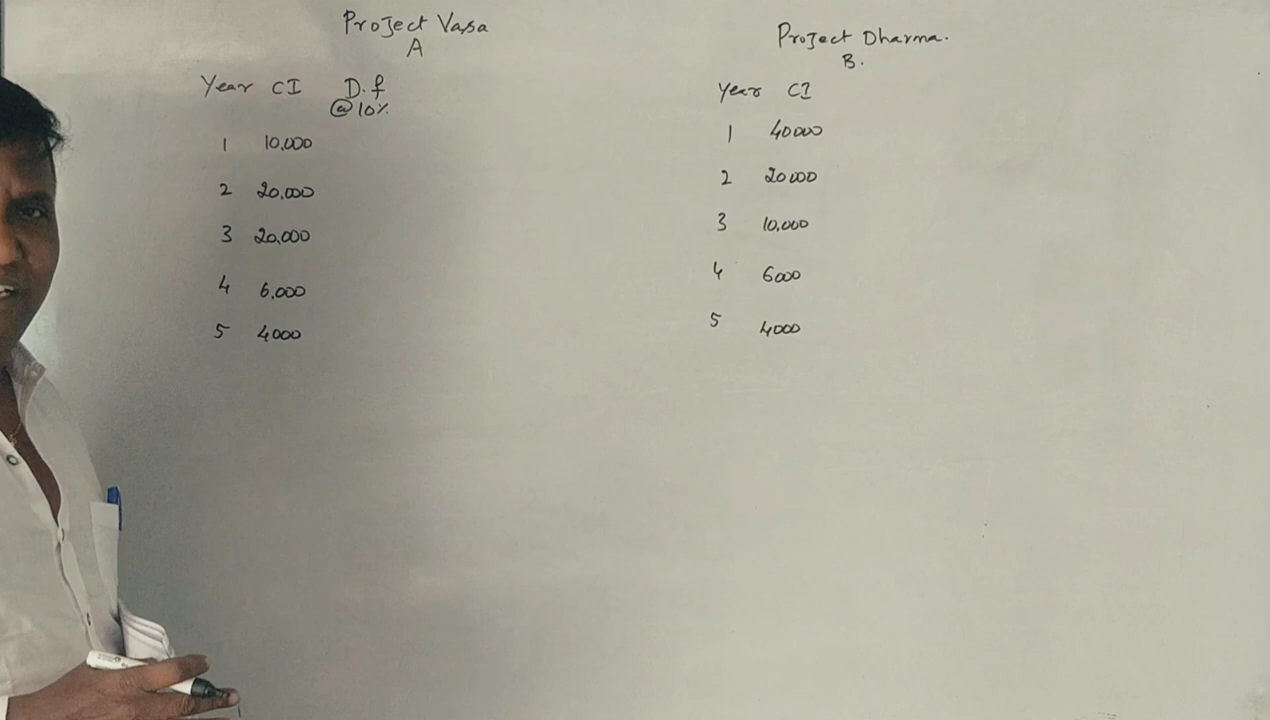 Project Vasa
A
Year CI D.f
@10%
1 10,000
2 20,000
3 20,000
4 6,000
5 4000
Project Dharma.
B.
Year CI
1 40000
2 20000
3 10,000
4 6000
5 4000